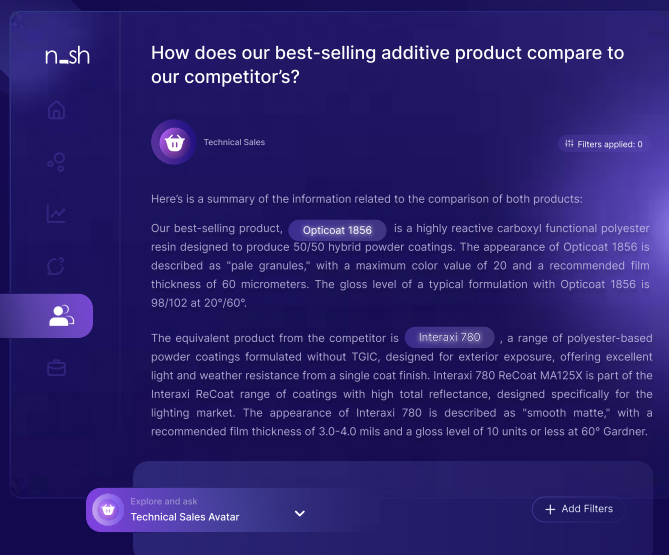 n_sh
How does our best-selling additive product compare to
our competitor's?
Technical Sales
Filters applied: 0
Here's is a summary of the information related to the comparison of both products:
Our best-selling product, Opticoat 1856 is a highly reactive carboxyl functional polyester
resin designed to produce 50/50 hybrid powder coatings. The appearance of Opticoat 1856 is
described as "pale granules," with a maximum color value of 20 and a recommended film
thickness of 60 micrometers. The gloss level of a typical formulation with Opticoat 1856 is
98/102 at 20°/60°.
The equivalent product from the competitor is Interaxi 780 , a range of polyester-based
powder coatings formulated without TGIC, designed for exterior exposure, offering excellent
light and weather resistance from a single coat finish. Interaxi 780 ReCoat MA125X is part of the
Interaxi ReCoat range of coatings with high total reflectance, designed specifically for the
lighting market. The appearance of Interaxi 780 is described as "smooth matte," with a
recommended film thickness of 3.0-4.0 mils and a gloss level of 10 units or less at 60° Gardner.
Explore and ask
Technical Sales Avatar
+ Add Filters